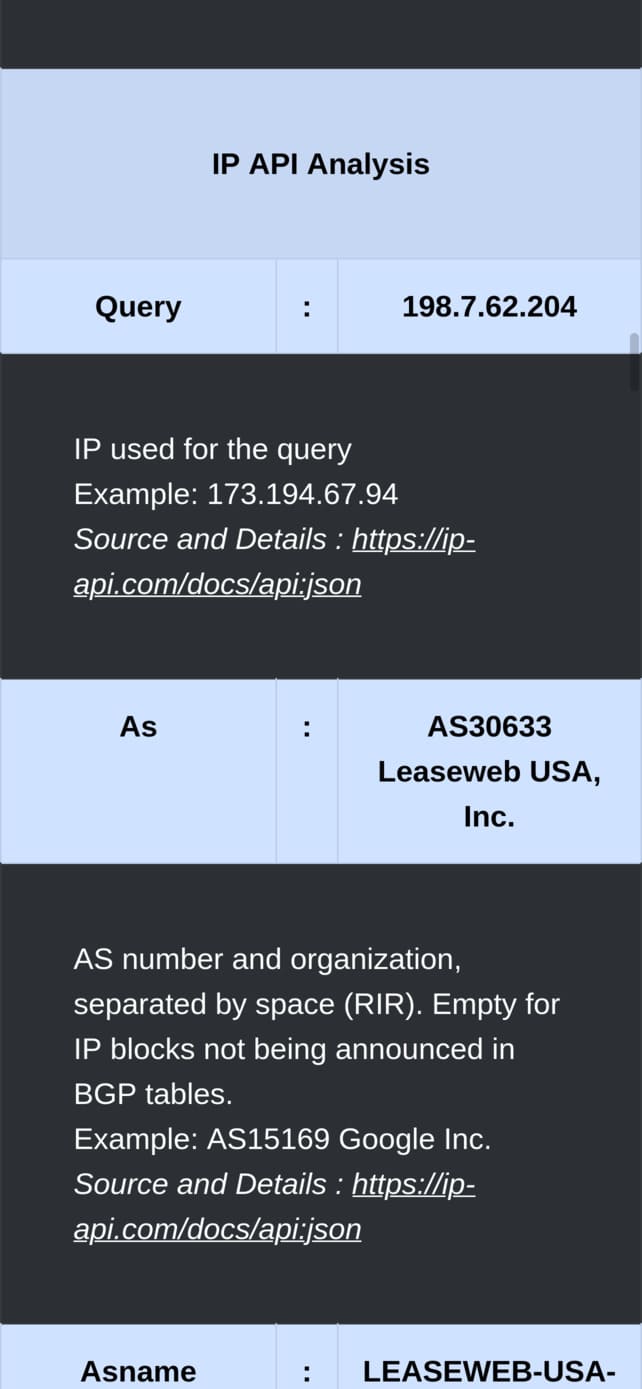 IP API Analysis
Query : 198.7.62.204
IP used for the query
Example: 173.194.67.94
Source and Details : https://ip-
api.com/docs/api:json
As : AS30633
Leaseweb USA,
Inc.
AS number and organization,
separated by space (RIR). Empty for
IP blocks not being announced in
BGP tables.
Example: AS15169 Google Inc.
Source and Details : https://ip-
api.com/docs/api:json
Asname : LEASEWEB-USA-